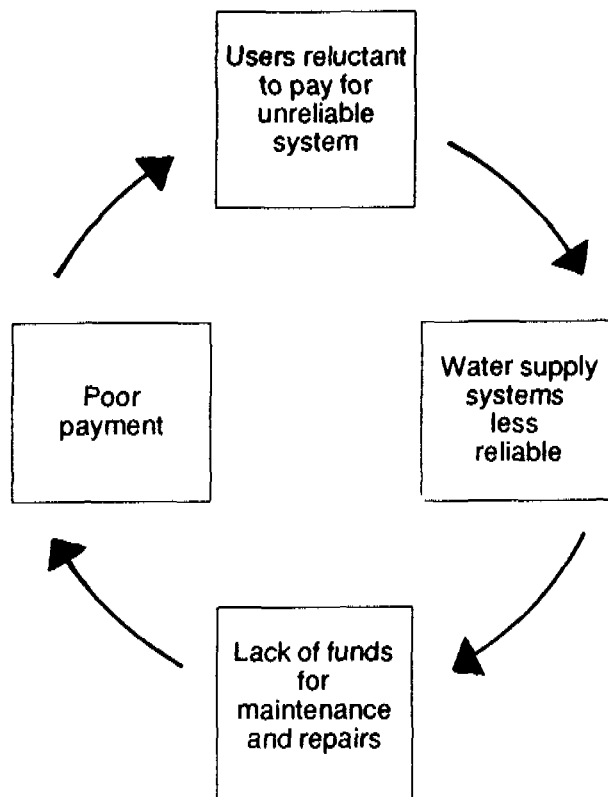 Users reluctant
to pay for
unreliable
system
Poor
payment
Water supply
systems
less
reliable
Lack of funds
for
maintenance
and repairs